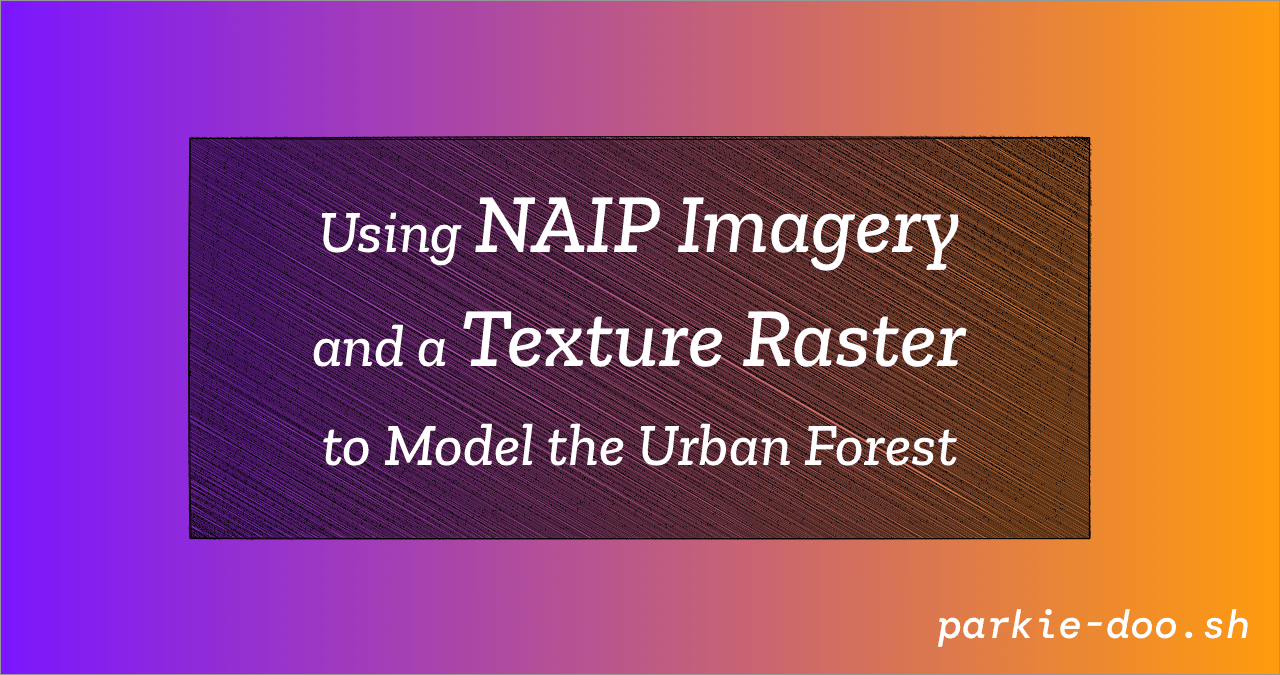 Using NAIP Imagery
and a Texture Raster
to Model the Urban Forest
parkie-doo.sh